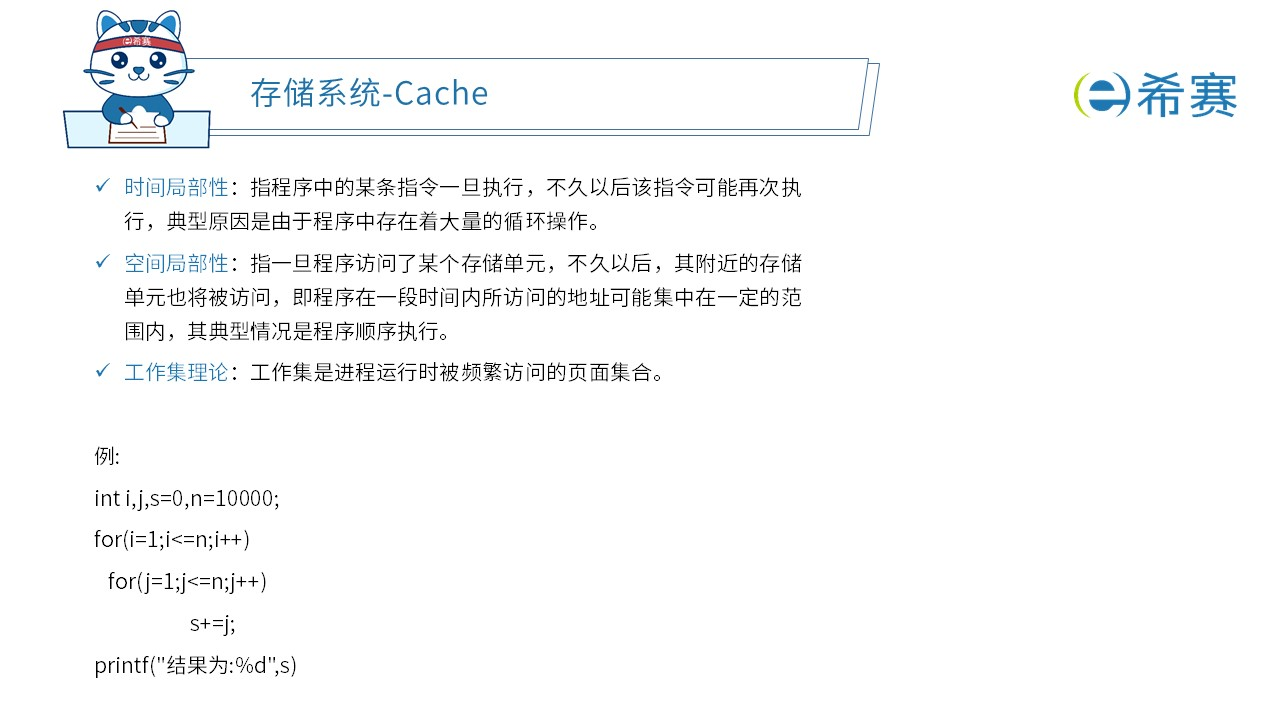 希赛
存储系统-Cache
希赛
时间局部性：指程序中的某条指令一旦执行，不久以后该指令可能再次执
行，典型原因是由于程序中存在着大量的循环操作。
空间局部性：指一旦程序访问了某个存储单元，不久以后，其附近的存储
单元也将被访问，即程序在一段时间内所访问的地址可能集中在一定的范
围内，其典型情况是程序顺序执行。
工作集理论：工作集是进程运行时被频繁访问的页面集合。
例:
int i,j,s=0,n=10000;
for(i=1;i<=n;i++)
for(j=1;j<=n;j++)
s+=j;
printf("结果为:%d",s)